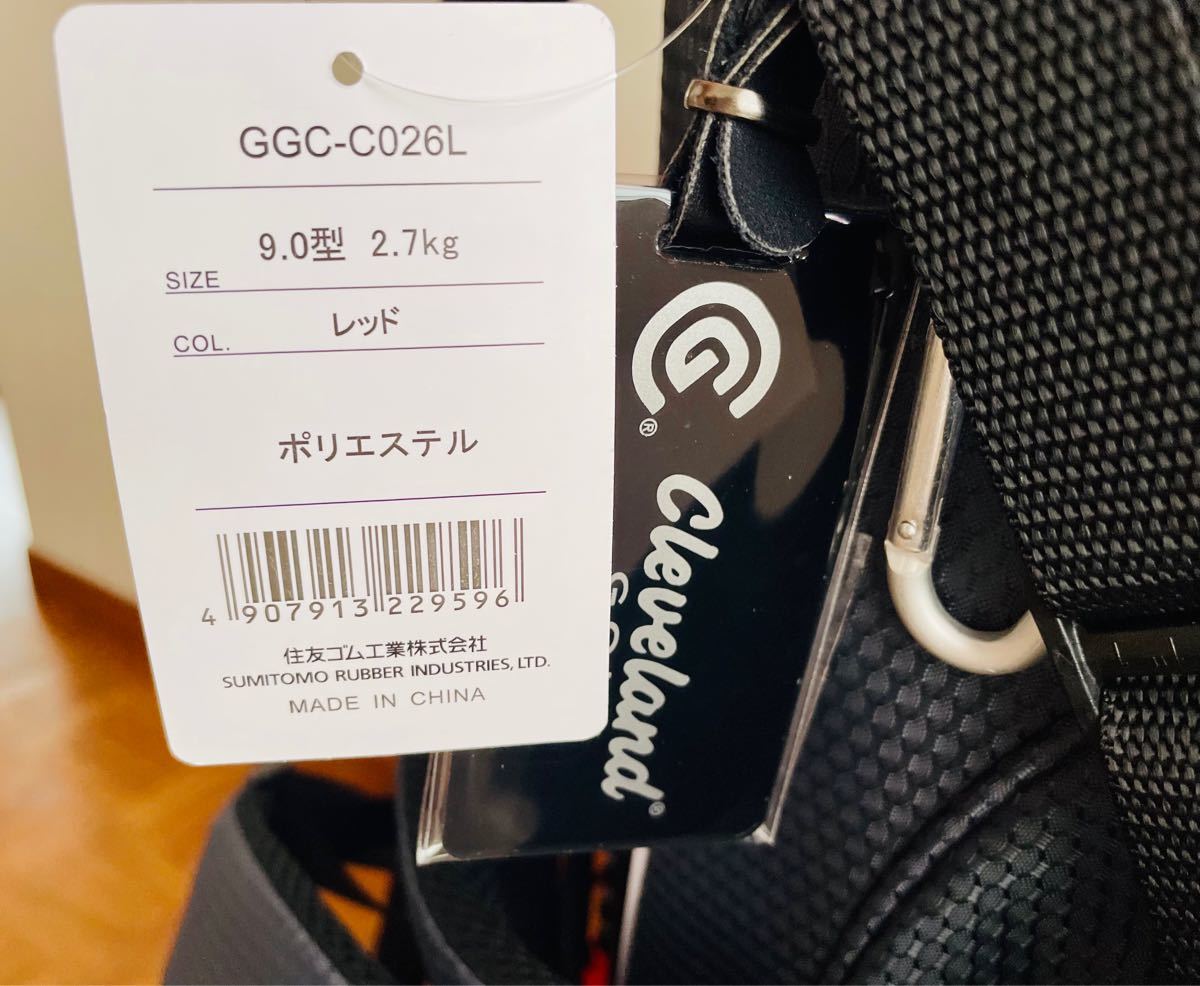 GGC-C026L
SIZE 9.0型 2.7kg
COL. レッド
ポリエステル
4 907913 229596
住友ゴム工業株式会社
SUMITOMO RUBBER INDUSTRIES, LTD.
MADE IN CHINA
G®
Cleveland®